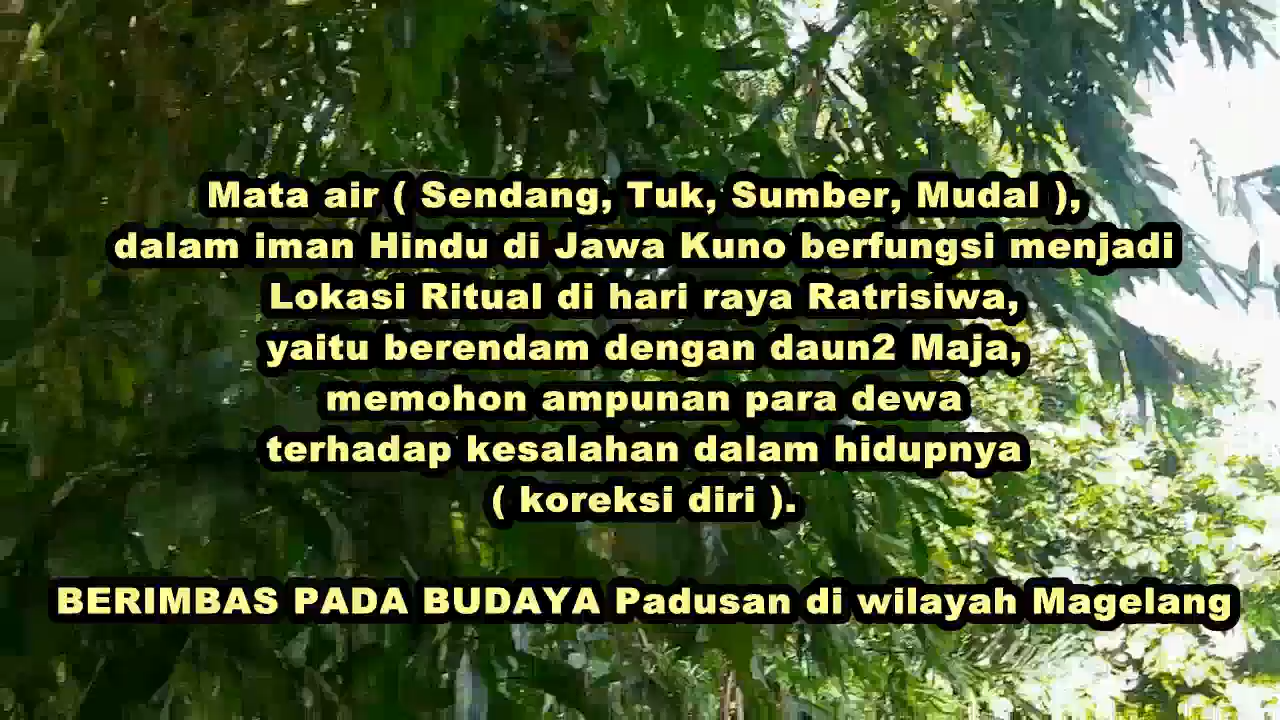 Mata air ( Sendang, Tuk, Sumber, Mudal ),
dalam iman Hindu di Jawa Kuno berfungsi menjadi
Lokasi Ritual di hari raya Ratrisiwa,
yaitu berendam dengan daun2 Maja,
memohon ampunan para dewa
terhadap kesalahan dalam hidupnya
( koreksi diri ).
BERIMBAS PADA BUDAYA Padusan di wilayah Magelang